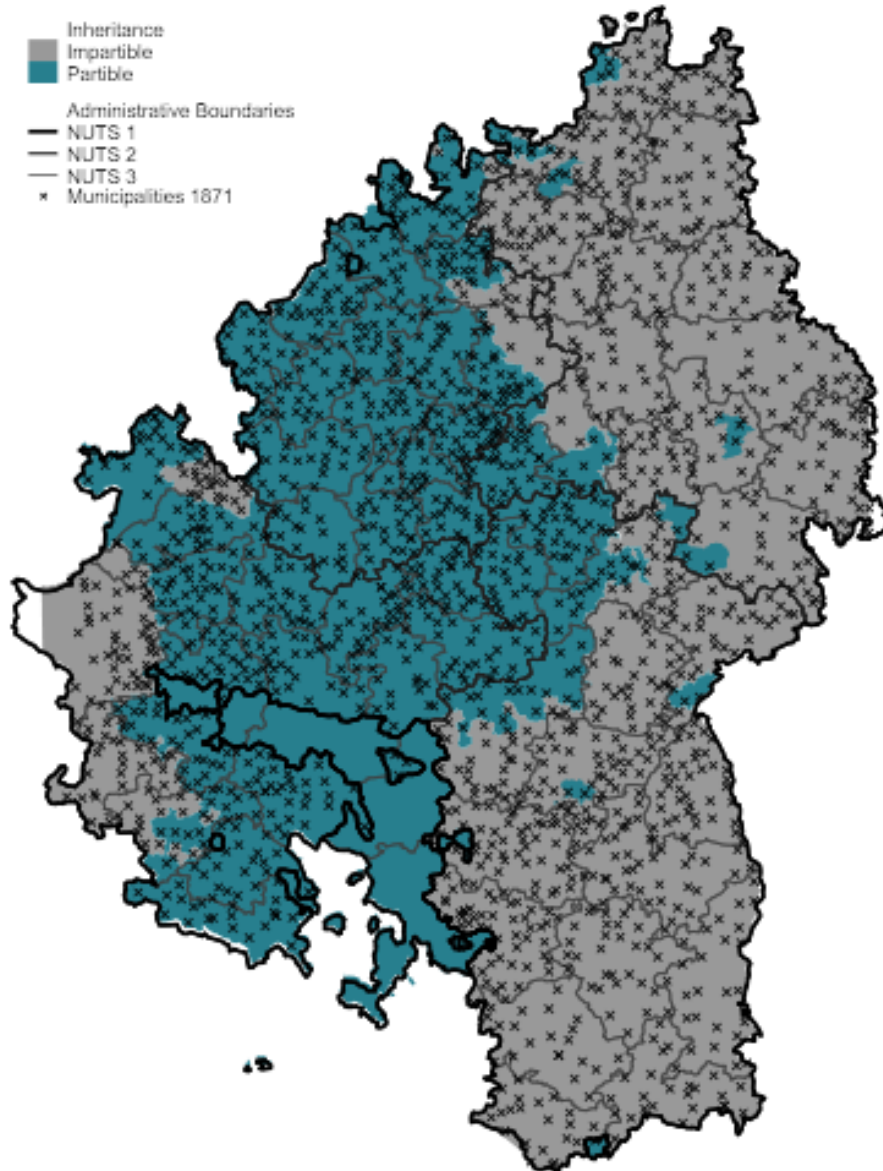 Inheritance
Impartible
Partible
Administrative Boundaries
NUTS 1
NUTS 2
NUTS 3
Municipalities 1871